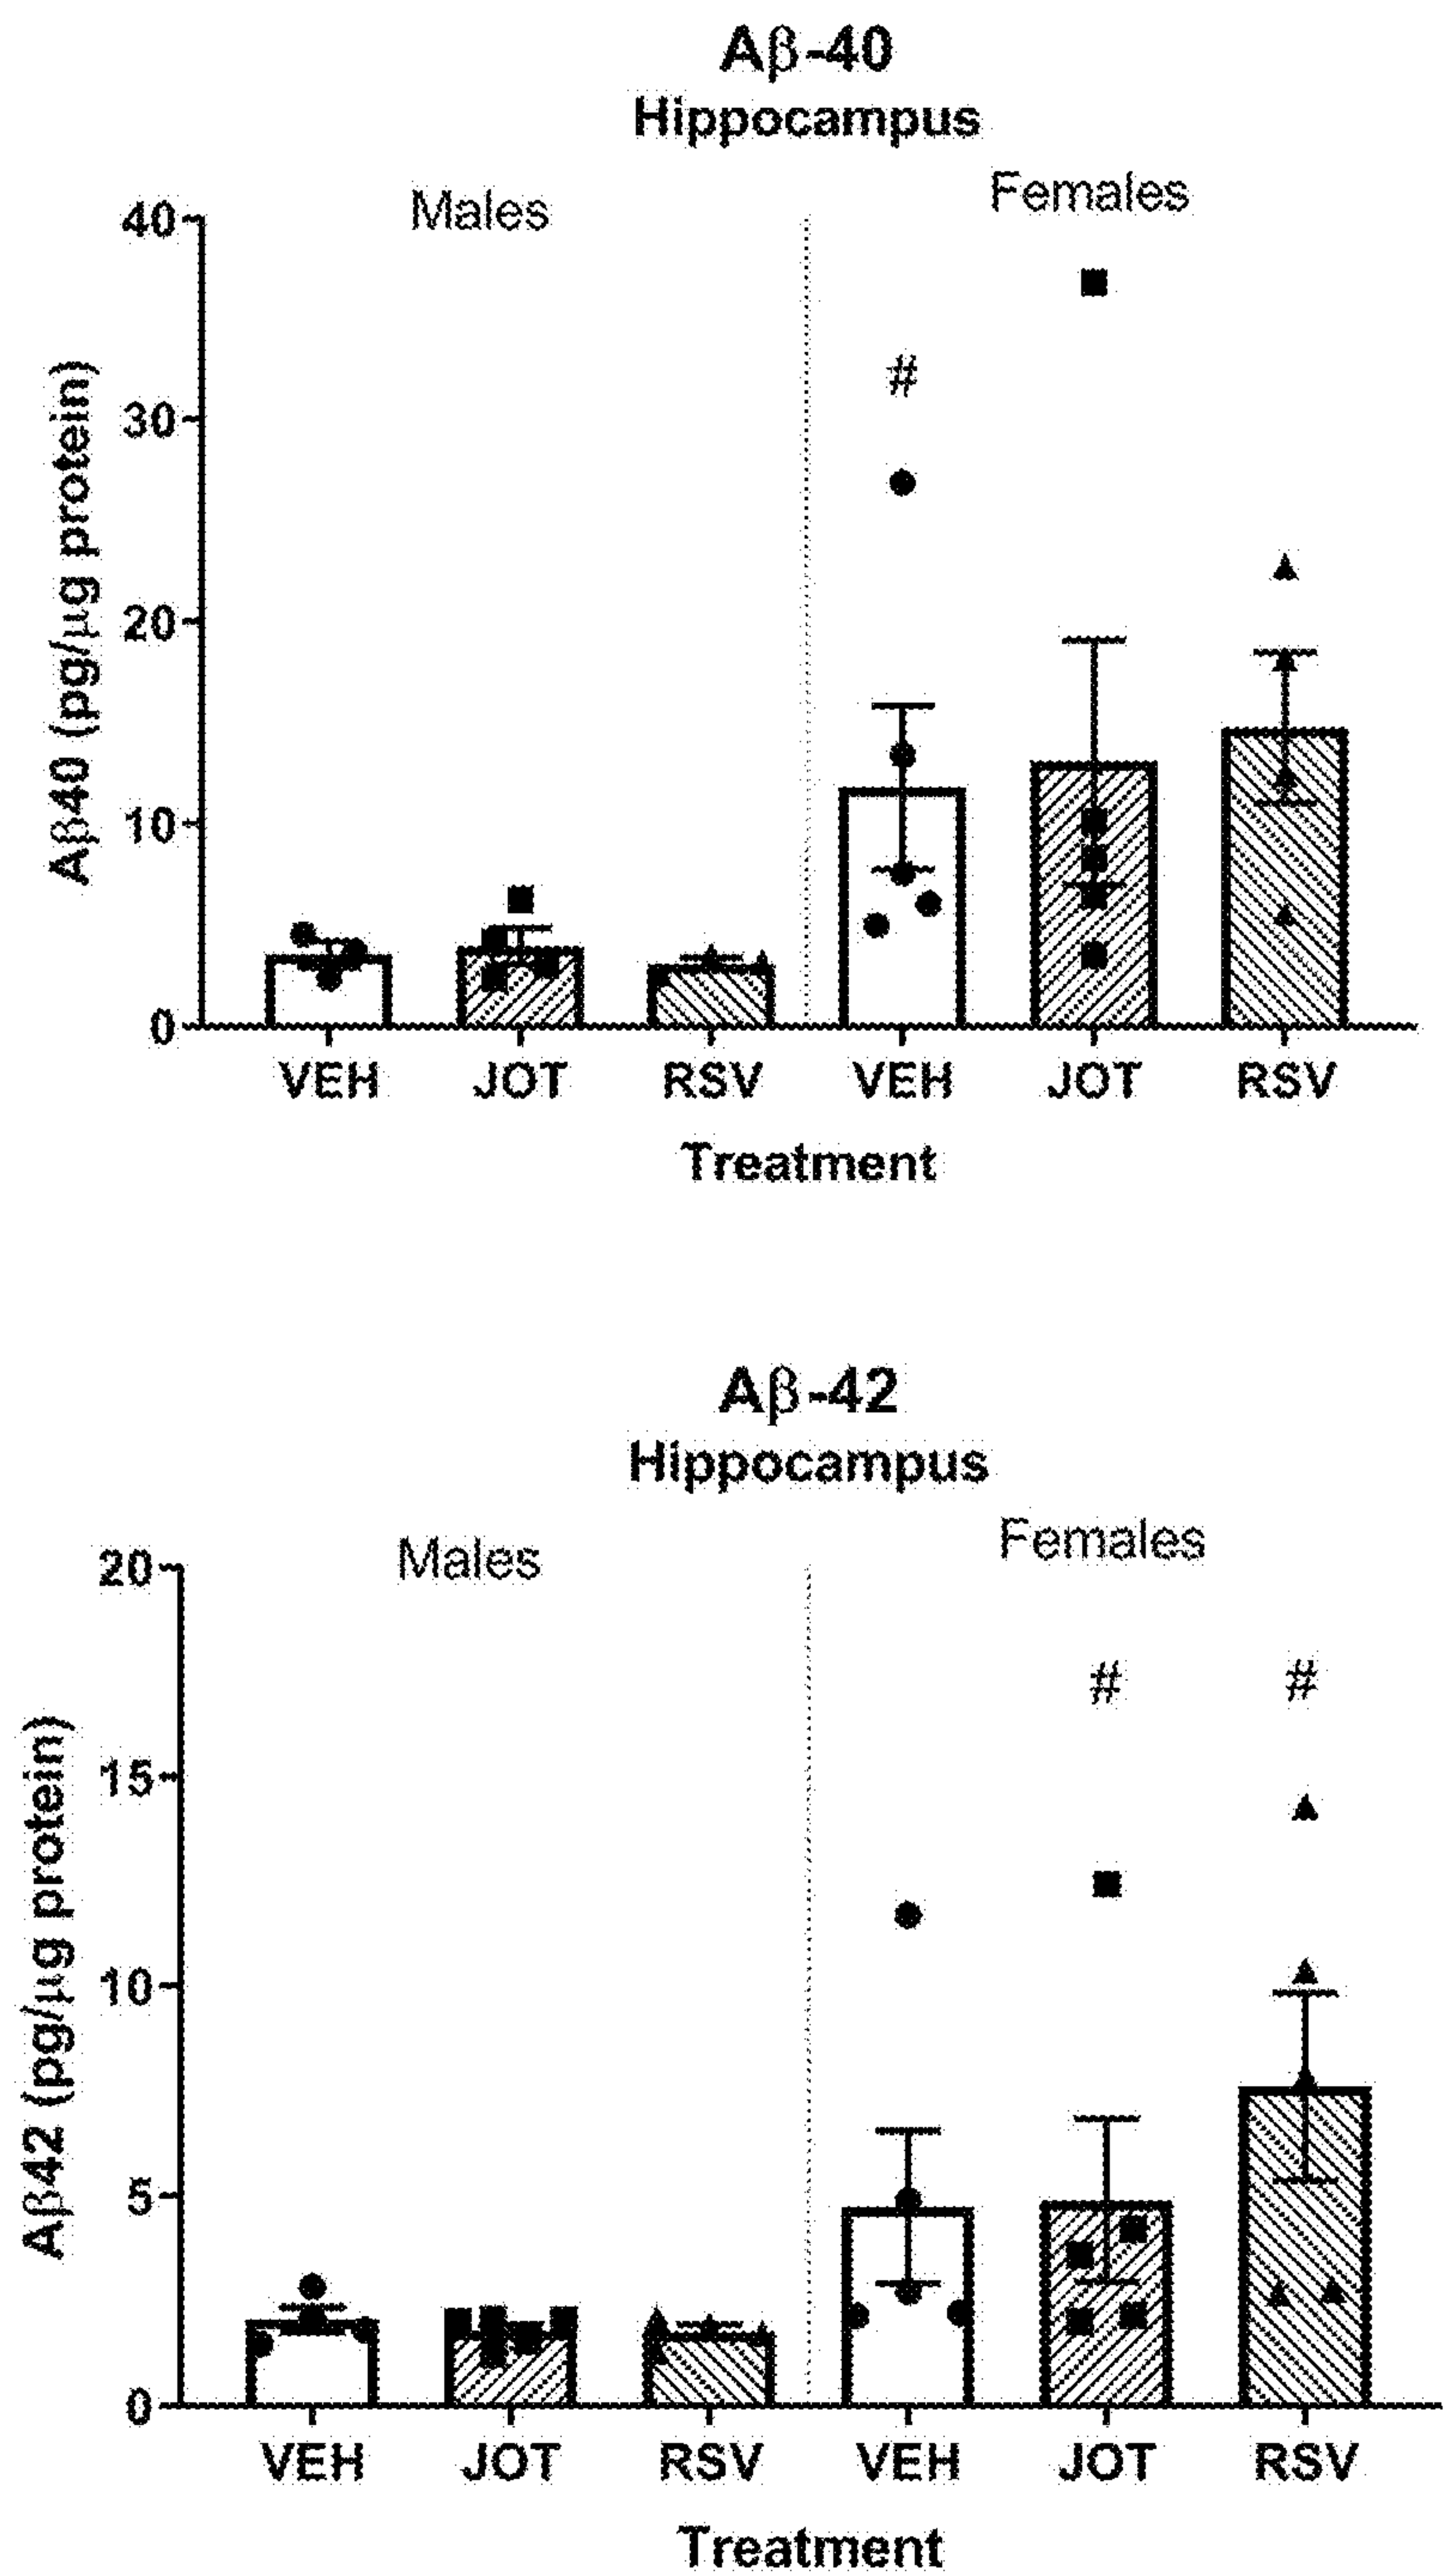 Aβ-40
Hippocampus
Males
Females
40
30
20
10
0
Aβ40 (pg/μg protein)
#
VEH
JOT
RSV
VEH
JOT
RSV
Treatment
Aβ-42
Hippocampus
Males
Females
20
15
10
5
0
Aβ42 (pg/μg protein)
#
#
VEH
JOT
RSV
VEH
JOT
RSV
Treatment